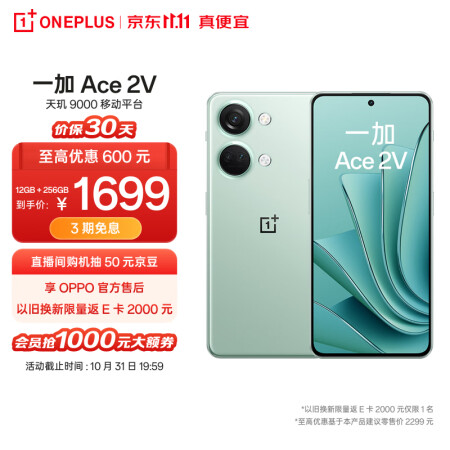 ONEPLUS 京东11.11 真便宜
一加 Ace 2V
天玑 9000 移动平台
价保30天
至高优惠 600 元
12GB+256GB
到手价：￥1699
3 期免息
直播间购机抽 50 元京豆
享 OPPO 官方售后
以旧换新限量返 E 卡 2000 元
会员抢1000元大额券
活动截止时间：10 月 31 日 19:59
一加
Ace 2V
*以旧换新限量返 E 卡 2000 元仅限 1 名
*至高优惠基于本产品建议零售价 2299 元